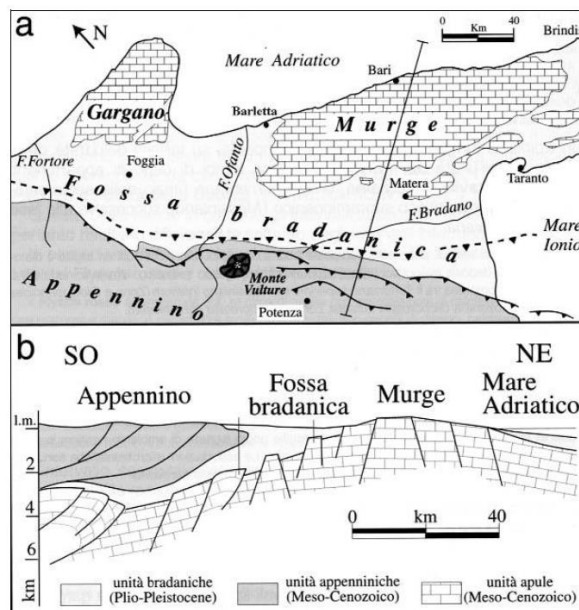 a
N
0 Km 40
Mare Adriatico
Brindi
Bari
Gargano
Barletta
Murge
F.Fortore
Foggia
F.Ofanto
Taranto
Matera
Fossa bradanica
F.Bradano
Mare
Ionio
Appennino
Monte
Vulture
Potenza
b
SO
NE
Appennino
Fossa
bradanica
Murge
Mare
Adriatico
l.m.
2
4
6
km
0 km 40
unità bradaniche
(Plio-Pleistocene)
unità appenniniche
(Meso-Cenozoico)
unità apule
(Meso-Cenozoico)